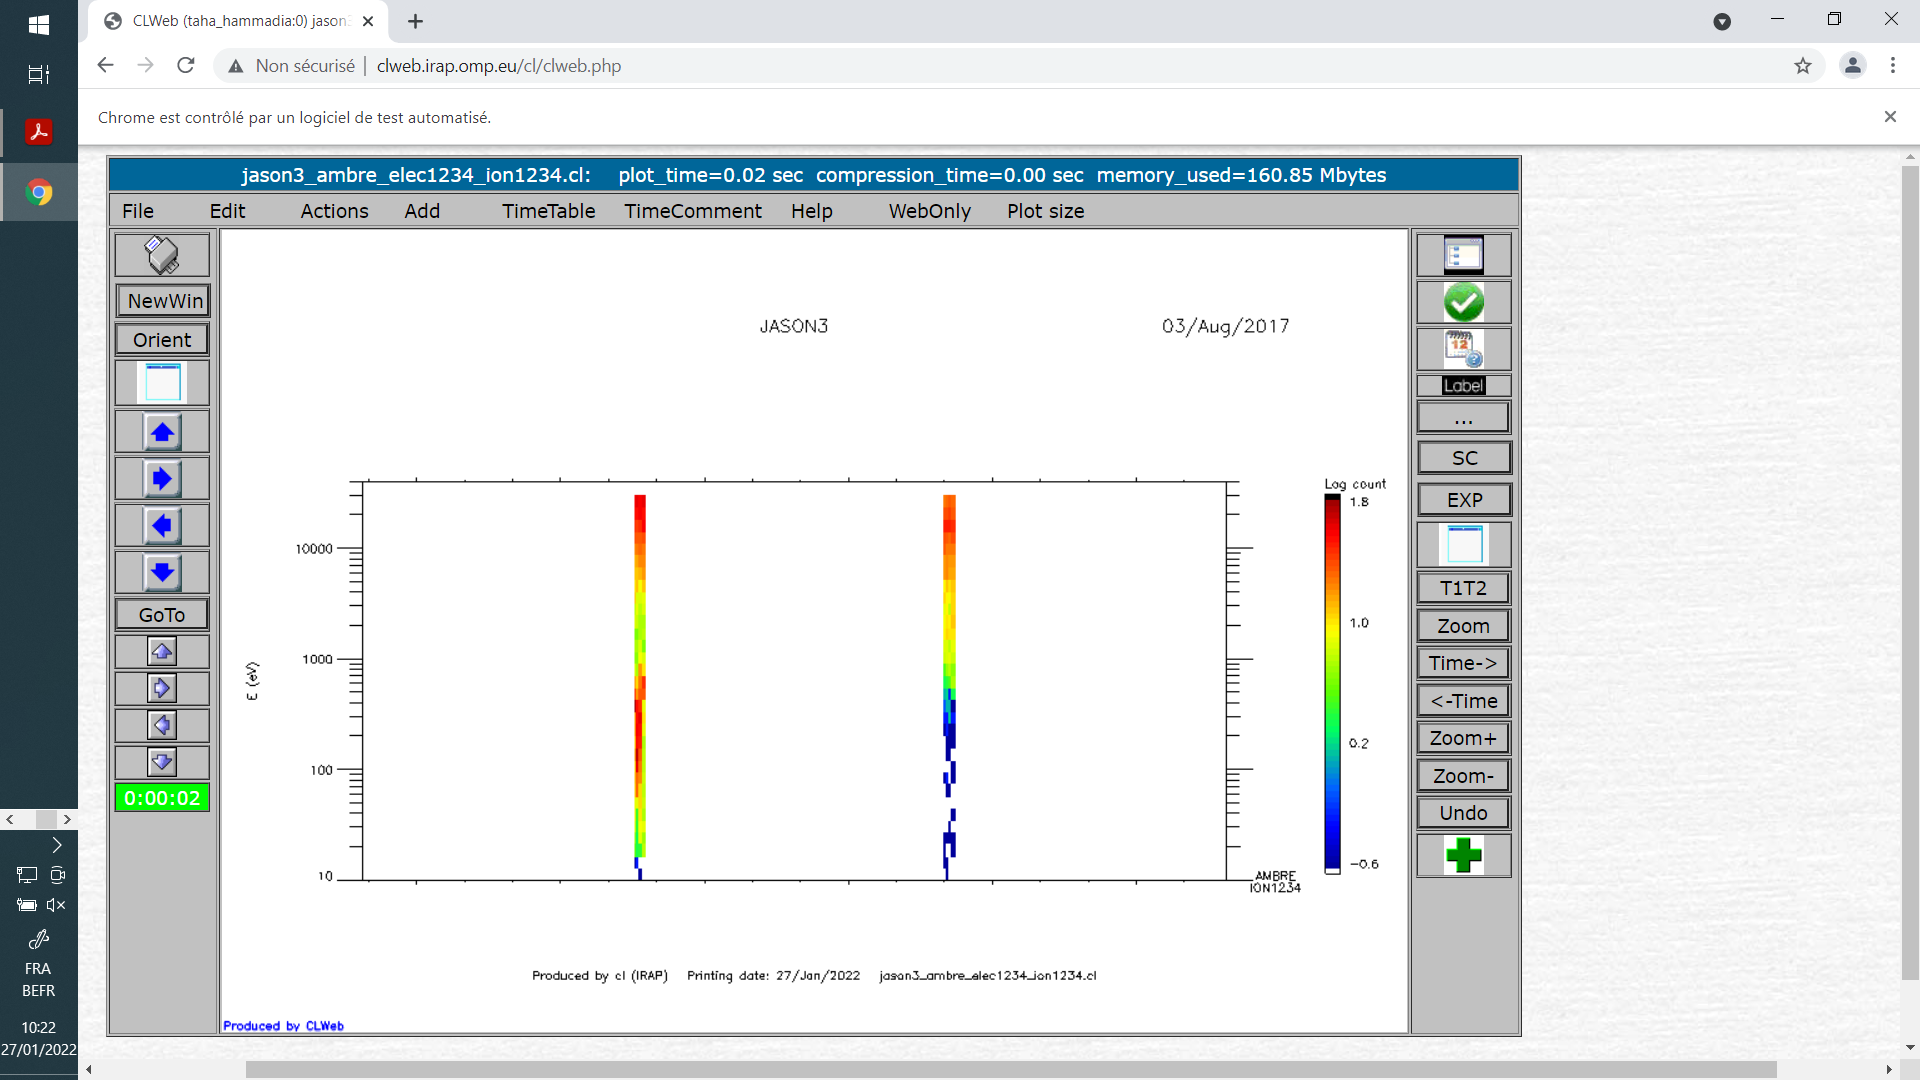 CLWeb (taha_hammadia:0) jason3
Non sécurisé | clweb.irap.omp.eu/cl/clweb.php
Chrome est contrôlé par un logiciel de test automatisé.
jason3_ambre_elec1234_ion1234.cl: plot_time=0.02 sec compression_time=0.00 sec memory_used=160.85 Mbytes
File Edit Actions Add TimeTable TimeComment Help WebOnly Plot size
NewWin
Orient
GoTo
0:00:02
JASON3 03/Aug/2017
E (eV)
10000
1000
100
10
Log count
1.8
1.0
0.2
-0.6
AMBRE
ION1234
Produced by cl (IRAP) Printing date: 27/Jan/2022 jason3_ambre_elec1234_ion1234.cl
Produced by CLWeb
12
Label
...
SC
EXP
T1T2
Zoom
Time->
<-Time
Zoom+
Zoom-
Undo
FRA
BEFR
10:22
27/01/2022